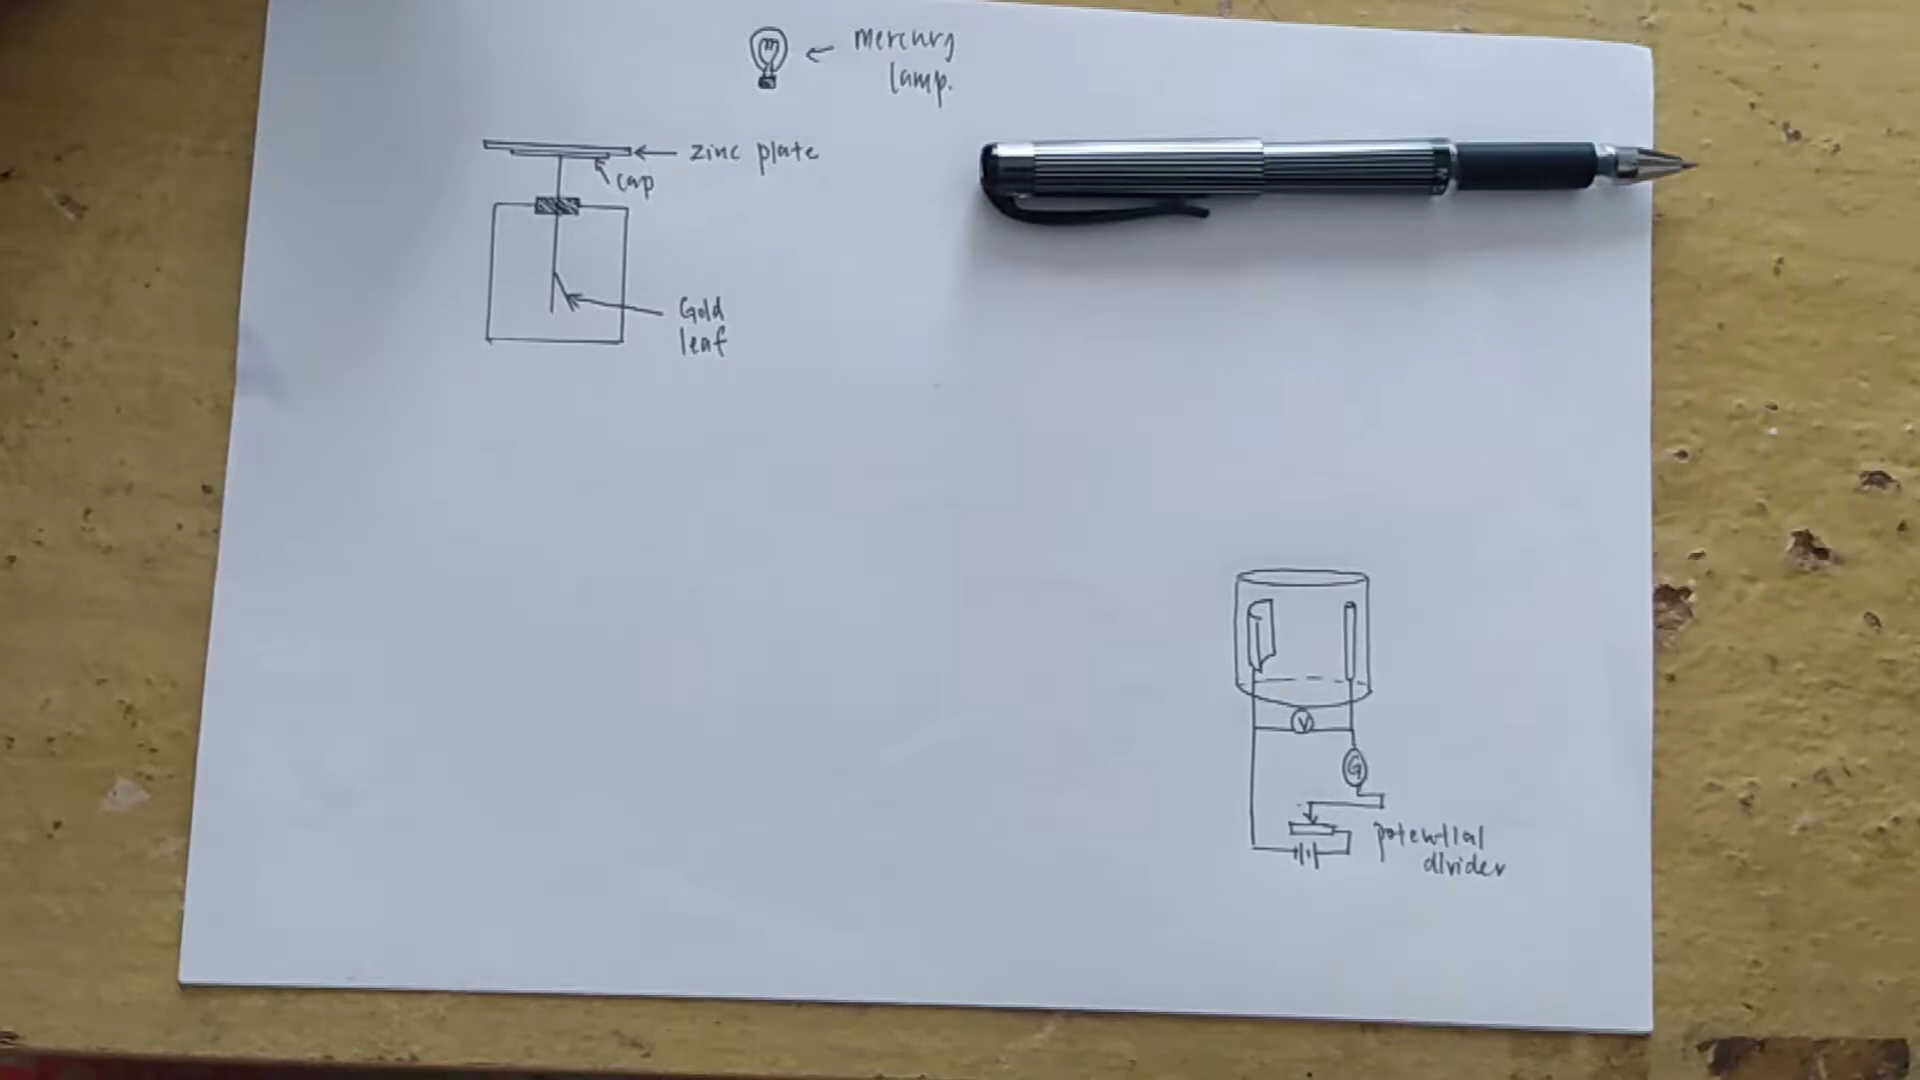 mercury
lamp.
zinc plate
cap
Gold
leaf
V
G
potential
divider